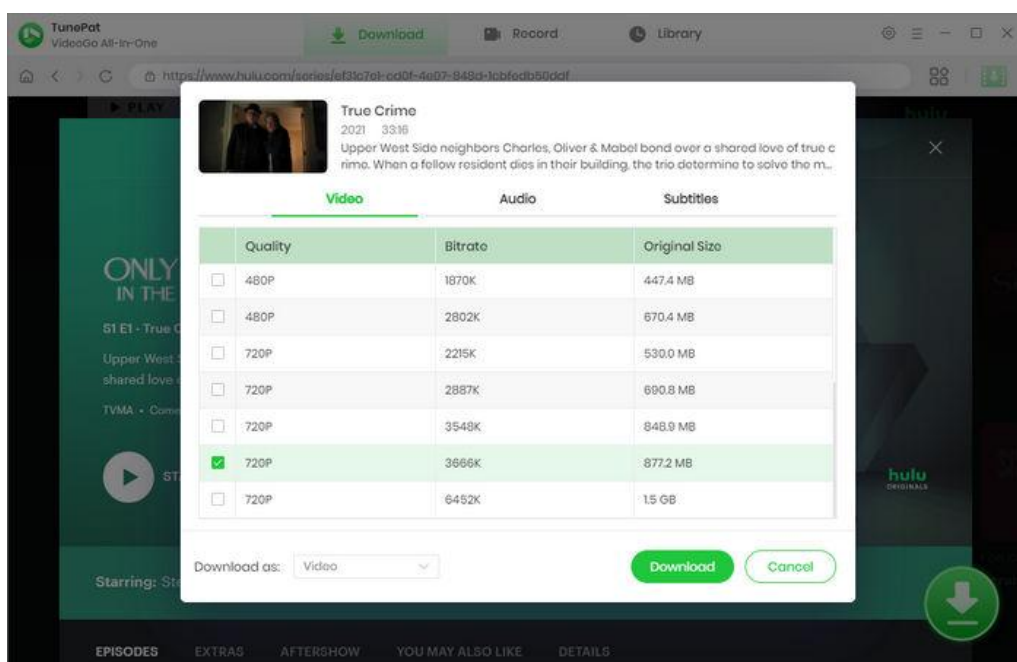 TunePat
VideoGo All-In-One
Download
Record
Library
https://www.hulu.com/series/
PLAY
hulu
True Crime
2021 33:16
Upper West Side neighbors Charles, Oliver & Mabel bond over a shared love of true c
rime. When a fellow resident dies in their building, the trio determine to solve the m...
Video Audio Subtitles
Quality Bitrate Original Size
480P 1870K 447.4 MB
480P 2802K 670.4 MB
720P 2215K 530.0 MB
720P 2887K 690.8 MB
720P 3548K 848.9 MB
720P 3666K 877.2 MB
720P 6452K 1.5 GB
Download as: Video
Download Cancel
ONLY
IN THE
S1 E1 - True C
Upper West S
shared love
TVMA • Come
ST
hulu
ORIGINALS
Starring: Ste
EPISODES EXTRAS AFTERSHOW YOU MAY ALSO LIKE DETAILS